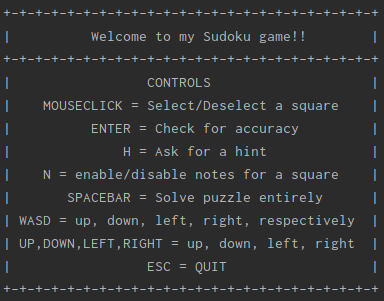 +-+-+-+-+-+-+-+-+-+-+-+-+-+-+-+-+-+-+-+-+-+-+
| Welcome to my Sudoku game!! |
+-+-+-+-+-+-+-+-+-+-+-+-+-+-+-+-+-+-+-+-+-+-+
| CONTROLS |
| MOUSECLICK = Select/Deselect a square |
| ENTER = Check for accuracy |
| H = Ask for a hint |
| N = enable/disable notes for a square |
| SPACEBAR = Solve puzzle entirely |
| WASD = up, down, left, right, respectively |
| UP,DOWN,LEFT,RIGHT = up, down, left, right |
| ESC = QUIT |
+-+-+-+-+-+-+-+-+-+-+-+-+-+-+-+-+-+-+-+-+-+-+